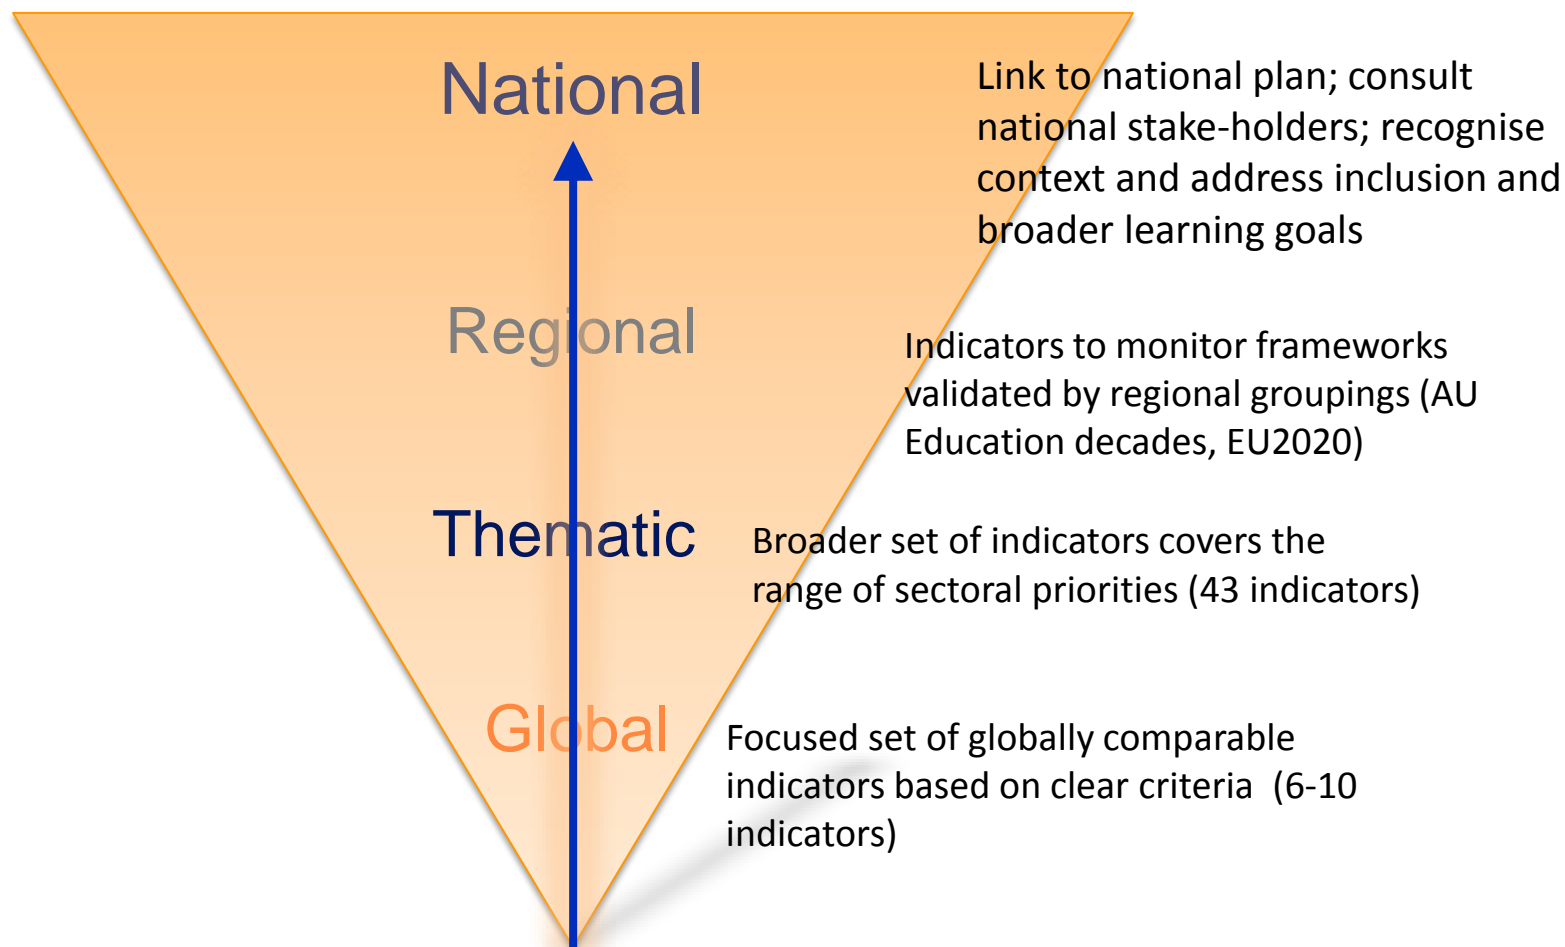 National
Link to national plan; consult
national stake-holders; recognise
context and address inclusion and
broader learning goals
Regional
Indicators to monitor frameworks
validated by regional groupings (AU
Education decades, EU2020)
Thematic
Broader set of indicators covers the
range of sectoral priorities (43 indicators)
Global
Focused set of globally comparable
indicators based on clear criteria (6-10
indicators)